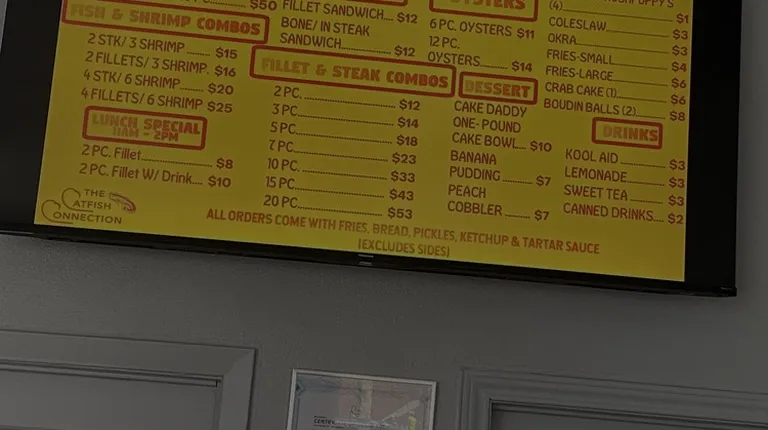 $50
FISH & SHRIMP COMBOS
2 STK/ 3 SHRIMP $15
2 FILLETS/ 3 SHRIMP. $16
4 STK/ 6 SHRIMP $20
4 FILLETS/ 6 SHRIMP $25
LUNCH SPECIAL
11AM - 2PM
2 PC. Fillet $8
2 PC. Fillet W/ Drink.... $10
THE
CATFISH
CONNECTION
FILLET SANDWICH.... $12
BONE/ IN STEAK
SANDWICH $12
FILLET & STEAK COMBOS
2 PC. $12
3 PC. $14
5 PC. $18
7 PC. $23
10 PC. $33
15 PC. $43
20 PC. $53
OYSTERS
6 PC. OYSTERS $11
12 PC.
OYSTERS $14
DESSERT
CAKE DADDY
ONE-POUND
CAKE BOWL.... $10
BANANA
PUDDING $7
PEACH
COBBLER $7
(4) $1
COLESLAW $3
OKRA $3
FRIES-SMALL $4
FRIES-LARGE $6
CRAB CAKE (1) $6
BOUDIN BALLS (2) $8
DRINKS
KOOL AID $3
LEMONADE $3
SWEET TEA $3
CANNED DRINKS.... $2
ALL ORDERS COME WITH FRIES, BREAD, PICKLES, KETCHUP & TARTAR SAUCE
(EXCLUDES SIDES)